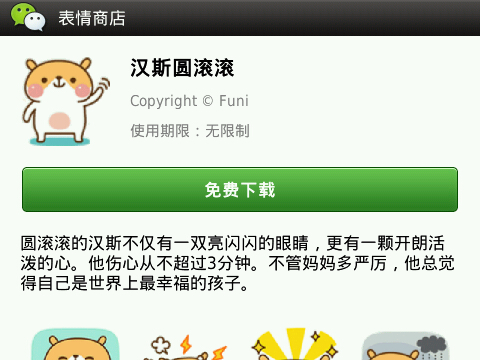 表情商店
汉斯圆滚滚
Copyright © Funi
使用期限：无限制
免费下载
圆滚滚的汉斯不仅有一双亮闪闪的眼睛，更有一颗开朗活
泼的心。他伤心从不超过3分钟。不管妈妈多严厉，他总觉
得自己是世界上最幸福的孩子。